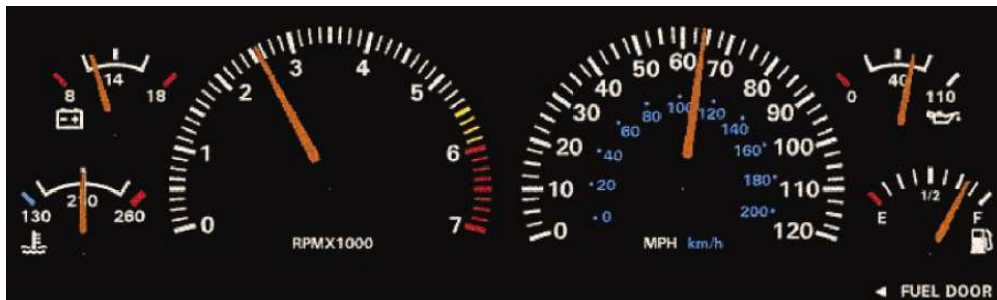 8 14 18
130 210 260
0 1 2 3 4 5 6 7
RPMX1000
0 10 20 30 40 50 60 70 80 90 100 110 120
0 20 40 60 80 100 120 140 160 180 200
MPH km/h
0 40 110
E 1/2 F
◄ FUEL DOOR